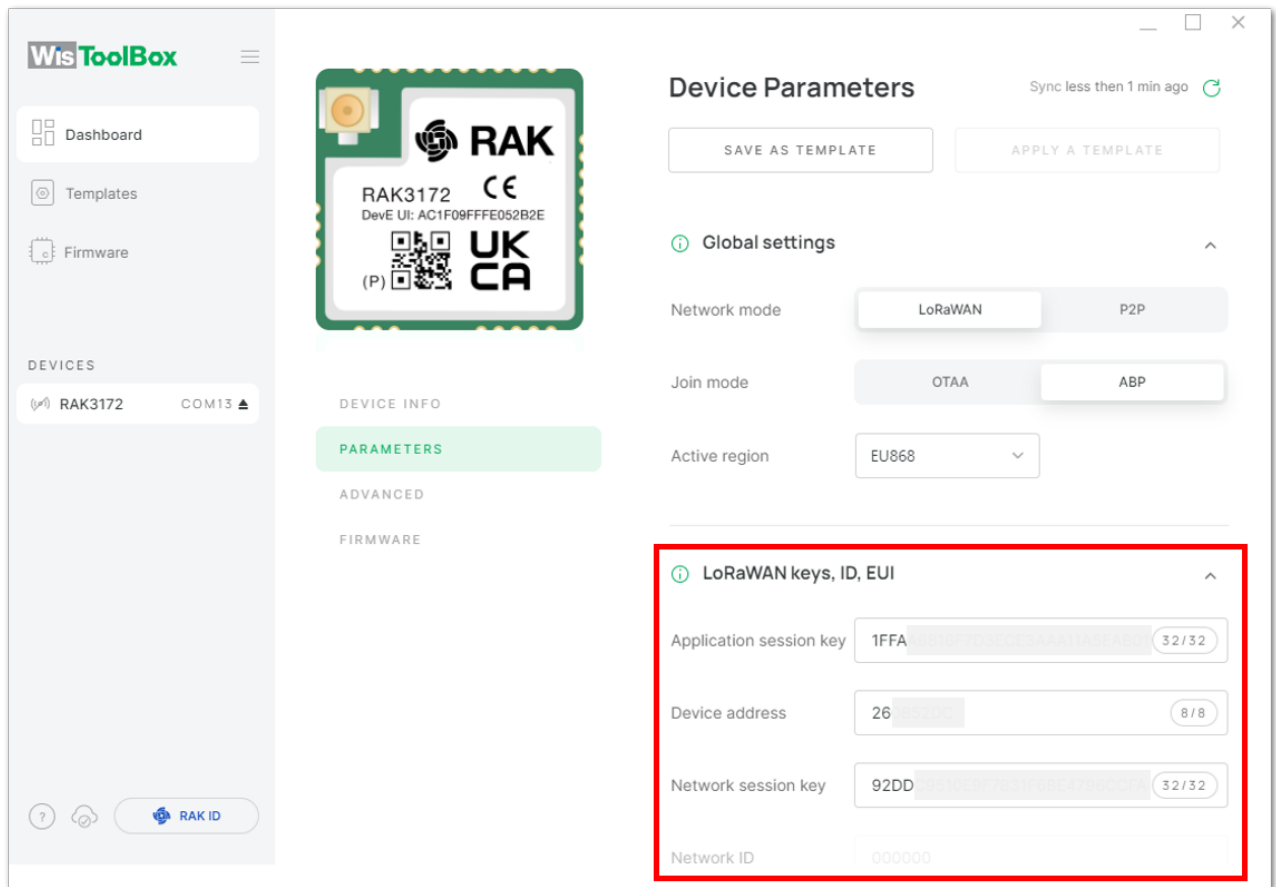 WisToolBox
Dashboard
Templates
Firmware
DEVICES
RAK3172 COM13
?
RAK ID
RAK
RAK3172 CE
DevE UI: AC1F09FFFE052B2E
UK
CA
(P)
DEVICE INFO
PARAMETERS
ADVANCED
FIRMWARE
Device Parameters
Sync less then 1 min ago
SAVE AS TEMPLATE
APPLY A TEMPLATE
Global settings
Network mode LoRaWAN P2P
Join mode OTAA ABP
Active region EU868
LoRaWAN keys, ID, EUI
Application session key 1FFA 32/32
Device address 26 8/8
Network session key 92DD 32/32
Network ID 000000